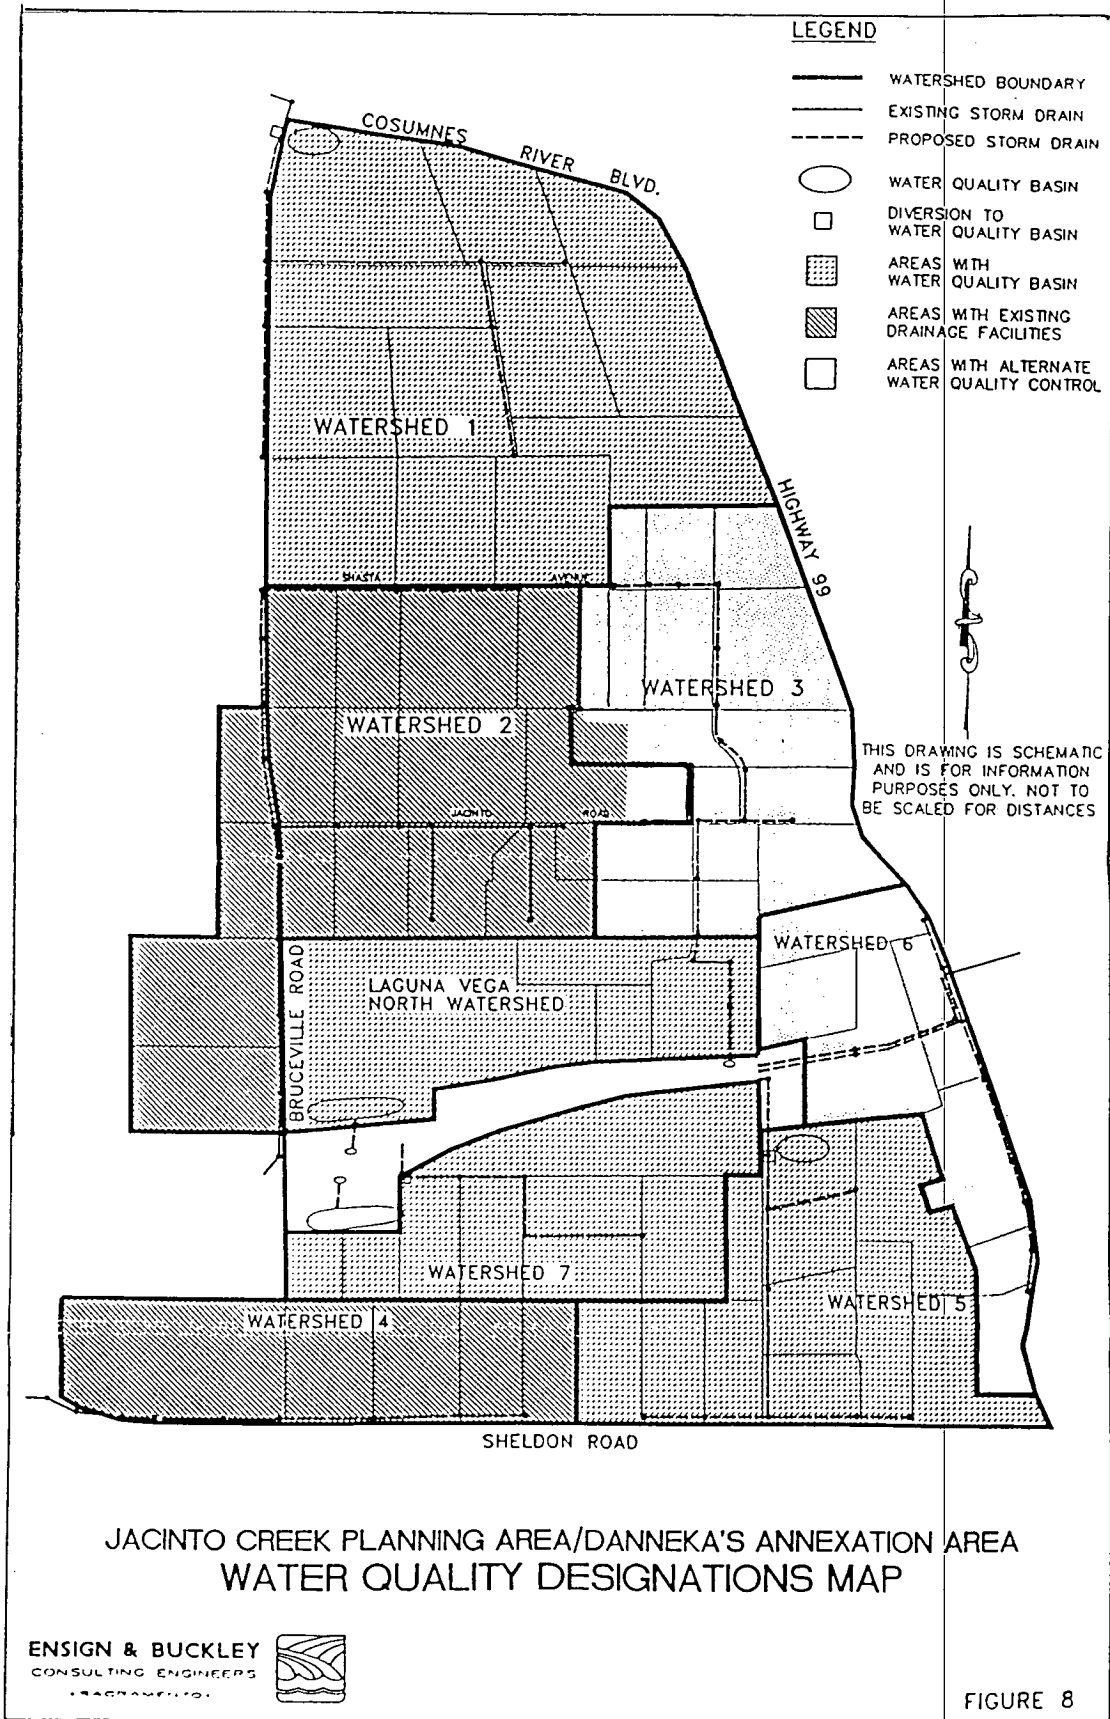 LEGEND
WATERSHED BOUNDARY
EXISTING STORM DRAIN
PROPOSED STORM DRAIN
WATER QUALITY BASIN
DIVERSION TO
WATER QUALITY BASIN
AREAS WITH
WATER QUALITY BASIN
AREAS WITH EXISTING
DRAINAGE FACILITIES
AREAS WITH ALTERNATE
WATER QUALITY CONTROL
COSUMNES RIVER BLVD.
WATERSHED 1
HIGHWAY 99
SHASTA AVENUE
WATERSHED 3
WATERSHED 2
THIS DRAWING IS SCHEMATIC
AND IS FOR INFORMATION
PURPOSES ONLY. NOT TO
BE SCALED FOR DISTANCES
JACINTO ROAD
WATERSHED 6
BRUCEVILLE ROAD
LAGUNA VEGA
NORTH WATERSHED
WATERSHED 7
WATERSHED 5
WATERSHED 4
SHELDON ROAD
JACINTO CREEK PLANNING AREA/DANNEKA'S ANNEXATION AREA
WATER QUALITY DESIGNATIONS MAP
ENSIGN & BUCKLEY
CONSULTING ENGINEERS
SACRAMENTO
FIGURE 8